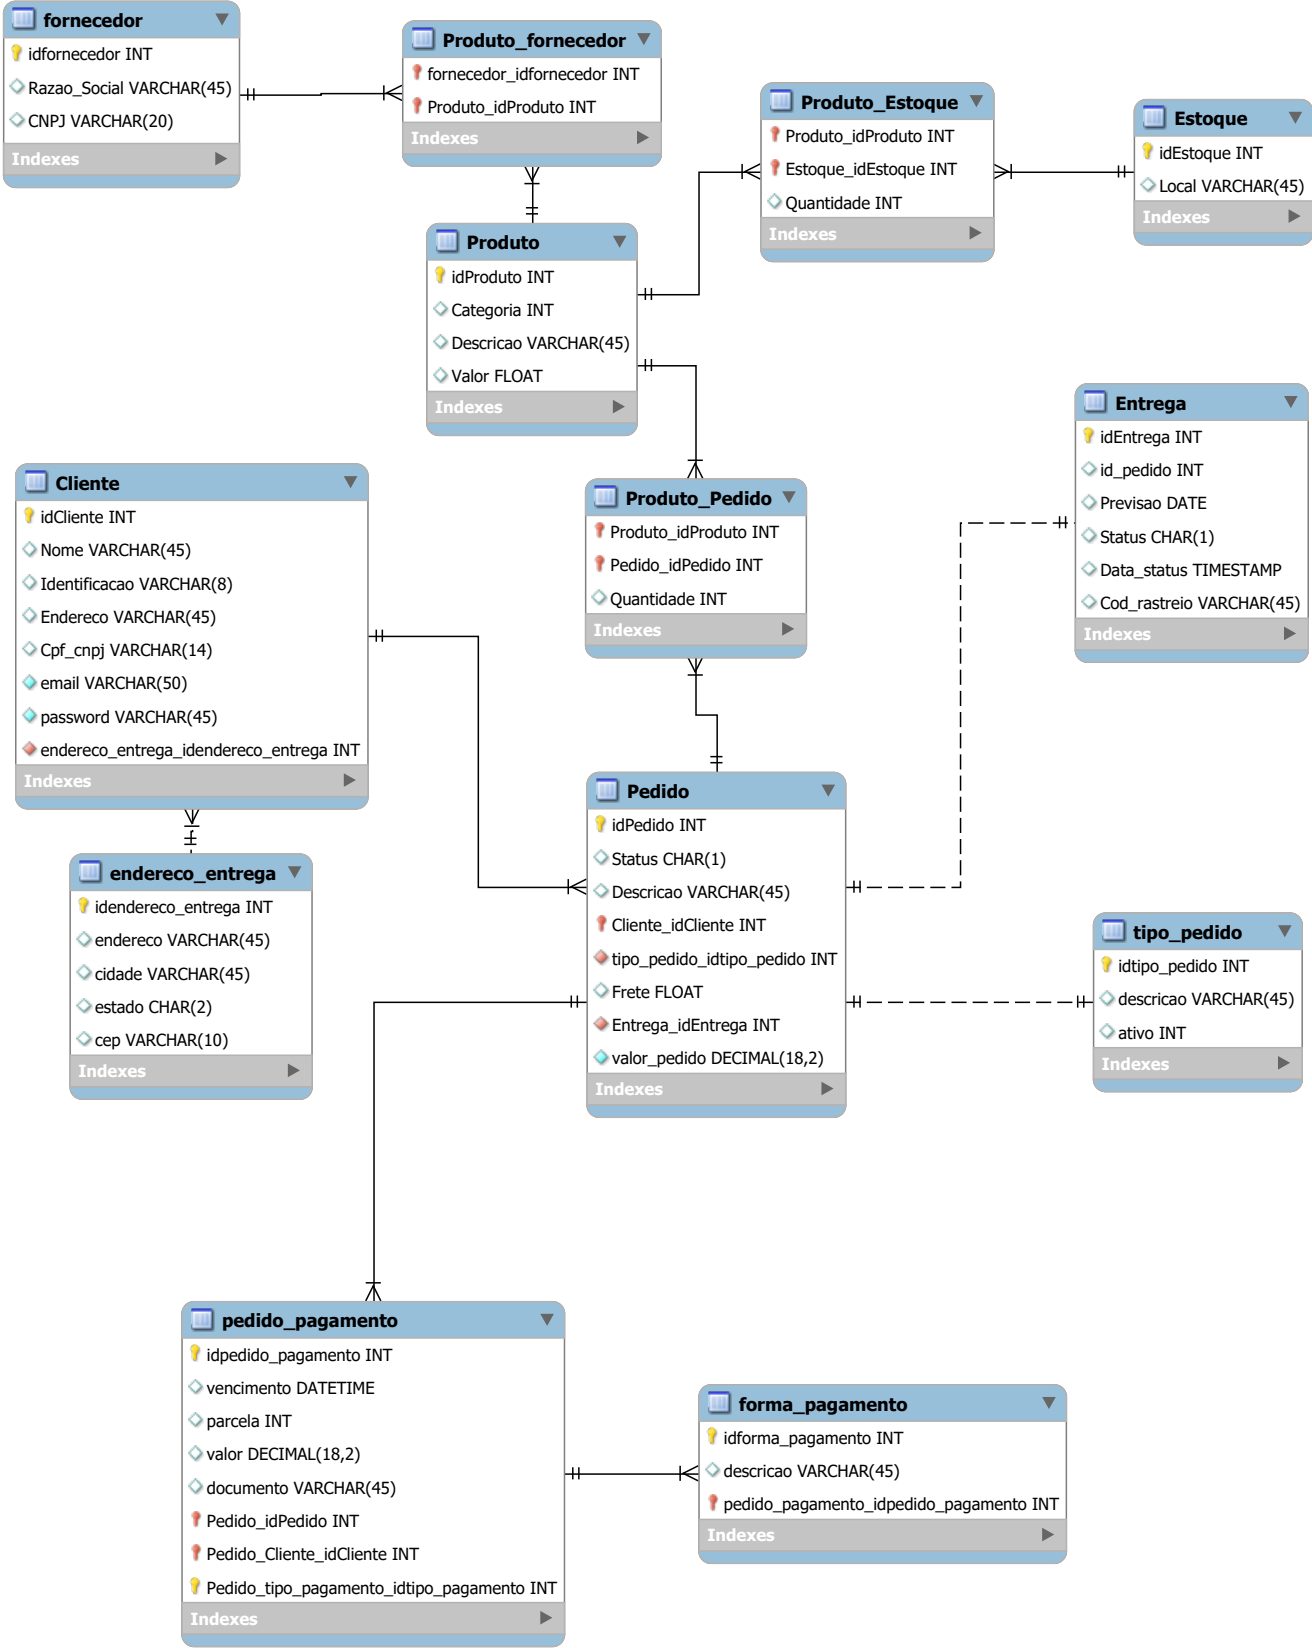 fornecedor
idfornecedor INT
Razao_Social VARCHAR(45)
CNPJ VARCHAR(20)
Indexes
Produto_fornecedor
fornecedor_idfornecedor INT
Produto_idProduto INT
Indexes
Produto_Estoque
Produto_idProduto INT
Estoque_idEstoque INT
Quantidade INT
Indexes
Estoque
idEstoque INT
Local VARCHAR(45)
Indexes
Produto
idProduto INT
Categoria INT
Descricao VARCHAR(45)
Valor FLOAT
Indexes
Entrega
idEntrega INT
id_pedido INT
Previsao DATE
Status CHAR(1)
Data_status TIMESTAMP
Cod_rastreio VARCHAR(45)
Indexes
Cliente
idCliente INT
Nome VARCHAR(45)
Identificacao VARCHAR(8)
Endereco VARCHAR(45)
Cpf_cnpj VARCHAR(14)
email VARCHAR(50)
password VARCHAR(45)
endereco_entrega_idendereco_entrega INT
Indexes
Produto_Pedido
Produto_idProduto INT
Pedido_idPedido INT
Quantidade INT
Indexes
Pedido
idPedido INT
Status CHAR(1)
Descricao VARCHAR(45)
Cliente_idCliente INT
tipo_pedido_idtipo_pedido INT
Frete FLOAT
Entrega_idEntrega INT
valor_pedido DECIMAL(18,2)
Indexes
endereco_entrega
idendereco_entrega INT
endereco VARCHAR(45)
cidade VARCHAR(45)
estado CHAR(2)
cep VARCHAR(10)
Indexes
tipo_pedido
idtipo_pedido INT
descricao VARCHAR(45)
ativo INT
Indexes
pedido_pagamento
idpedido_pagamento INT
vencimento DATETIME
parcela INT
valor DECIMAL(18,2)
documento VARCHAR(45)
Pedido_idPedido INT
Pedido_Cliente_idCliente INT
Pedido_tipo_pagamento_idtipo_pagamento INT
Indexes
forma_pagamento
idforma_pagamento INT
descricao VARCHAR(45)
pedido_pagamento_idpedido_pagamento INT
Indexes